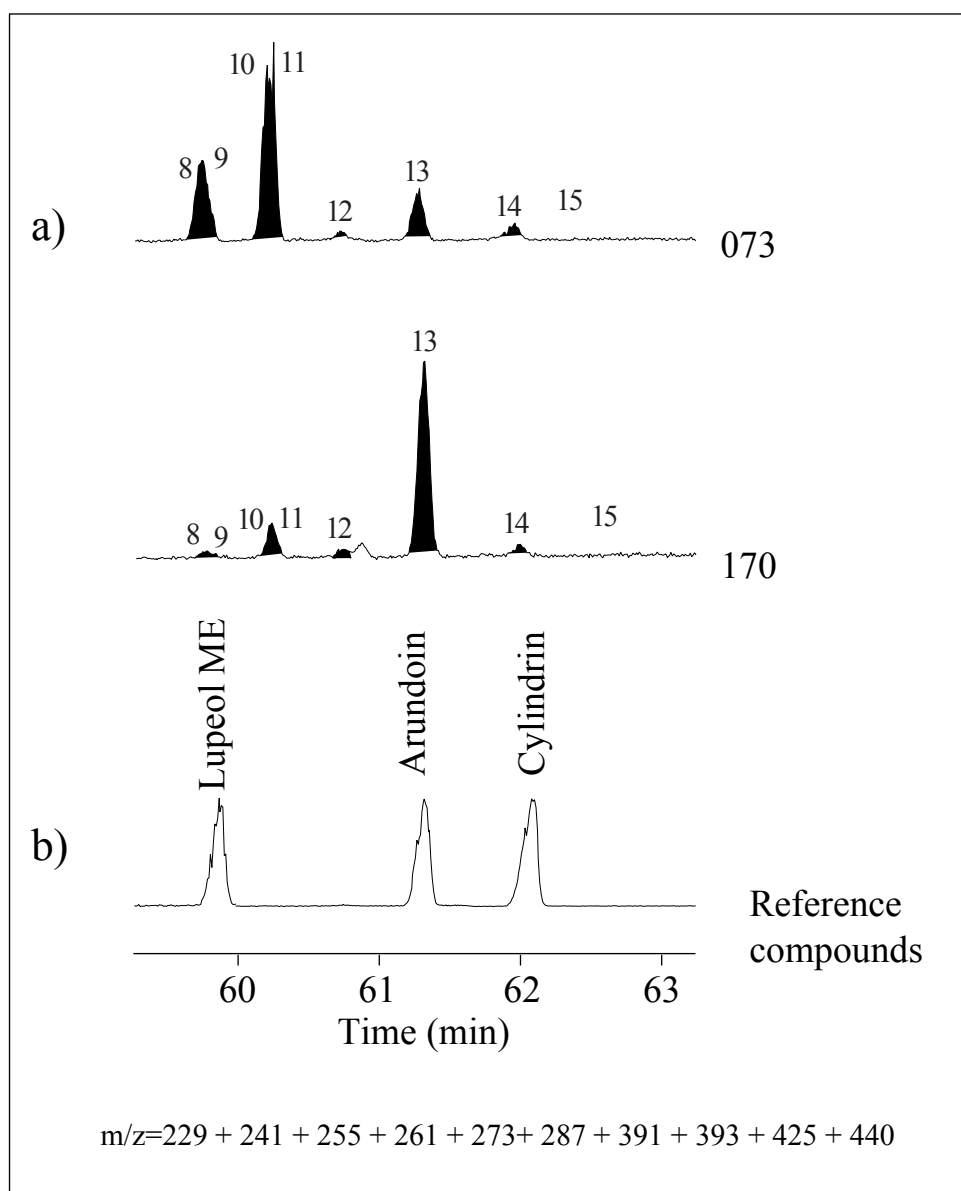 10 11
8 9
12
13
14
15
a)
073
13
8 9
10 11
12
14
15
170
Lupeol ME
Arundoin
Cylindrin
b)
Reference
compounds
60 61 62 63
Time (min)
m/z=229 + 241 + 255 + 261 + 273+ 287 + 391 + 393 + 425 + 440